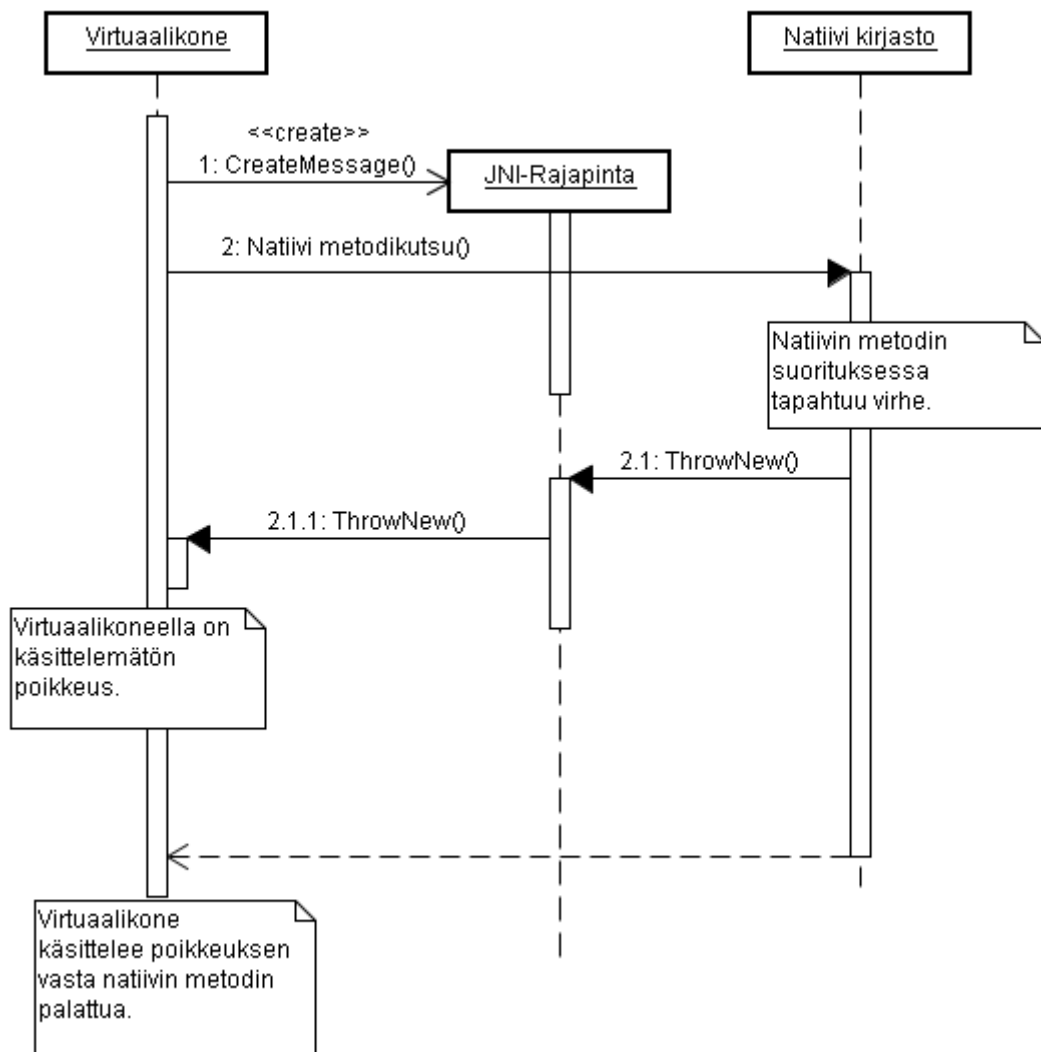 Virtuaalikone
Natiivi kirjasto
<<create>>
1: CreateMessage()
JNI-Rajapinta
2: Natiivi metodikutsu()
Natiivin metodin
suorituksessa
tapahtuu virhe.
2.1: ThrowNew()
2.1.1: ThrowNew()
Virtuaalikoneella on
käsittelemätön
poikkeus.
Virtuaalikone
käsittelee poikkeuksen
vasta natiivin metodin
palattua.